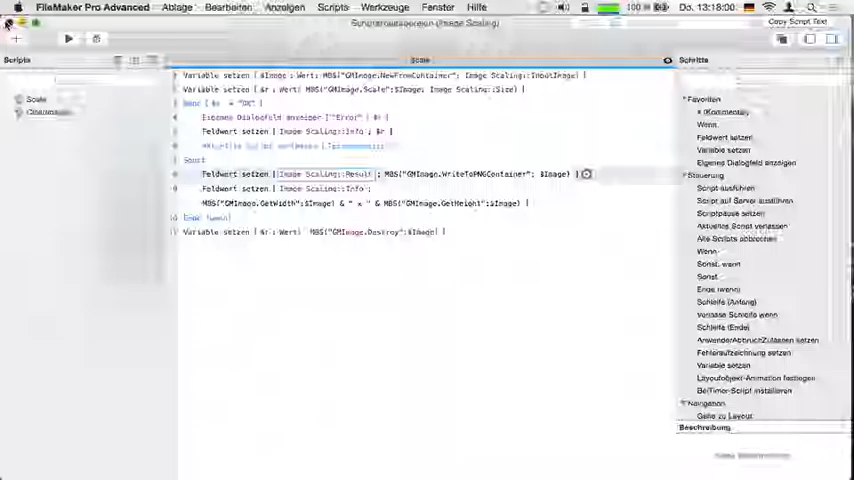 FileMaker Pro Advanced Ablage Bearbeiten Anzeigen Scripts Werkzeuge Fenster Hilfe 100 % Do. 13:18:00
(Image Scaling)
Copy Script Text
Scripts
Scale
Schritte
Scale
Variable setzen [ $Image ; Wert: MBS("GMImage.NewFromContainer"; Image Scaling::InputImage) ]
Variable setzen [ $r ; Wert: MBS("GMImage.Scale";$Image; Image Scaling::Size) ]
Wenn [ $r ≠ "OK" ]
Eigenes Dialogfeld anzeigen [ "Error" ; $r ]
Feldwert setzen [ Image Scaling::Info ; $r ]
Sonst
Feldwert setzen [ Image Scaling::Result ; MBS("GMImage.WriteToPNGContainer"; $Image) ]
Feldwert setzen [ Image Scaling::Info ;
MBS("GMImage.GetWidth";$Image) & " x " & MBS("GMImage.GetHeight";$Image) ]
Ende (wenn)
Variable setzen [ $r ; Wert: MBS("GMImage.Destroy";$Image) ]
Favoriten
# (Kommentar)
Wenn
Feldwert setzen
Variable setzen
Eigenes Dialogfeld anzeigen
Steuerung
Script ausführen
Script auf Server ausführen
Scriptpause setzen
Aktuelles Script verlassen
Alle Scripts abbrechen
Wenn
Sonst, wenn
Sonst
Ende (wenn)
Schleife (Anfang)
Verlasse Schleife wenn
Schleife (Ende)
AnwenderAbbruchZulassen setzen
Fehleraufzeichnung setzen
Variable setzen
Layoutobjekt-Animation festlegen
BeiTimer-Script installieren
Navigation
Gehe zu Layout
Beschreibung